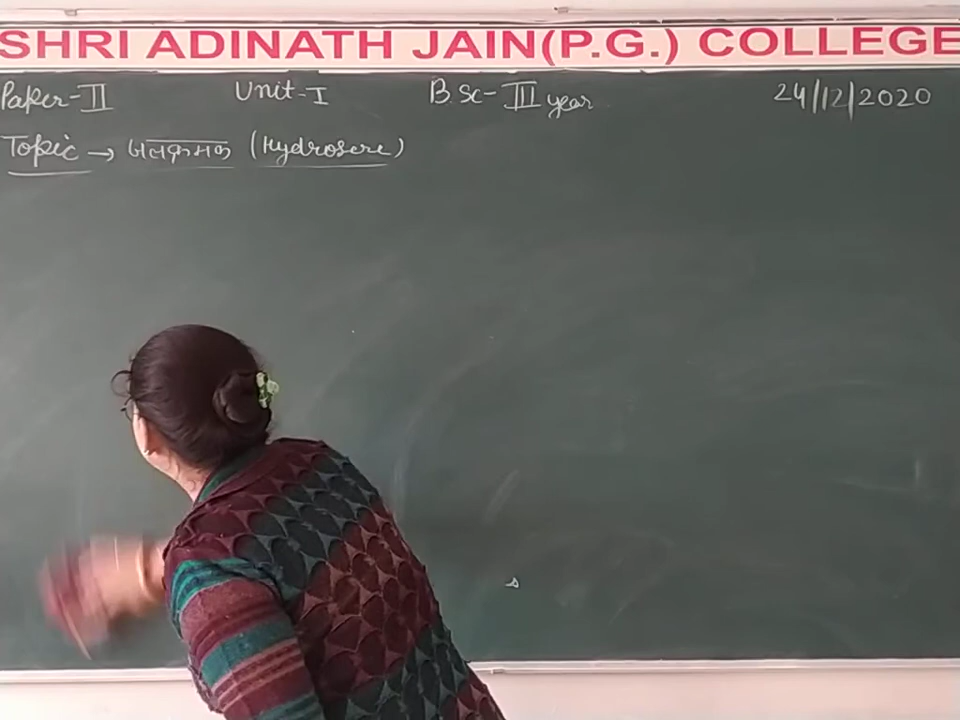 SHRI ADINATH JAIN(P.G.) COLLEGE
Paper-II Unit-I B.Sc-III year 24/12/2020
Topic → जलक्रमक (Hydrosere)